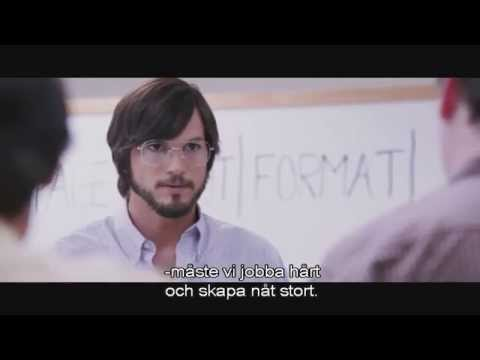 FORMAT
-måste vi jobba hårt
och skapa nåt stort.